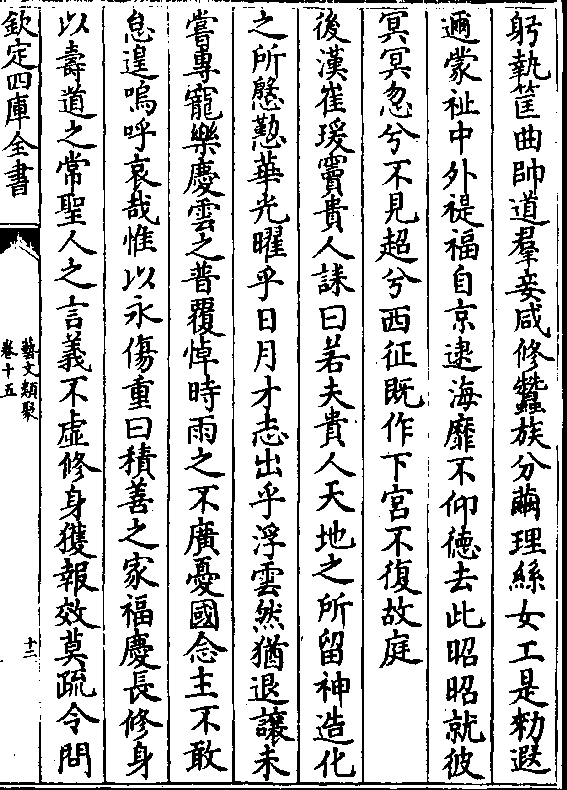 躬執筐曲帥道羣妾咸修蠶族分繭理絲女工是勑遐
邇蒙祉中外禔福自京逮海靡不仰德去此昭昭就彼
冥冥忽兮不見超兮西征既作下宫不復故庭
後漢崔瑗竇貴人誄曰若夫貴人天地之所留神造化
之所慇懃華光曜乎日月才志出乎浮雲然猶退讓未
嘗專寵樂慶雲之普覆悼時雨之不廣憂國念主不敢
怠遑嗚呼哀哉惟以永傷重曰積善之家福慶長修身
以壽道之常聖人之言義不虛修身獲報效莫疏令問
欽定四庫全書
藝文類聚
卷十五
十二